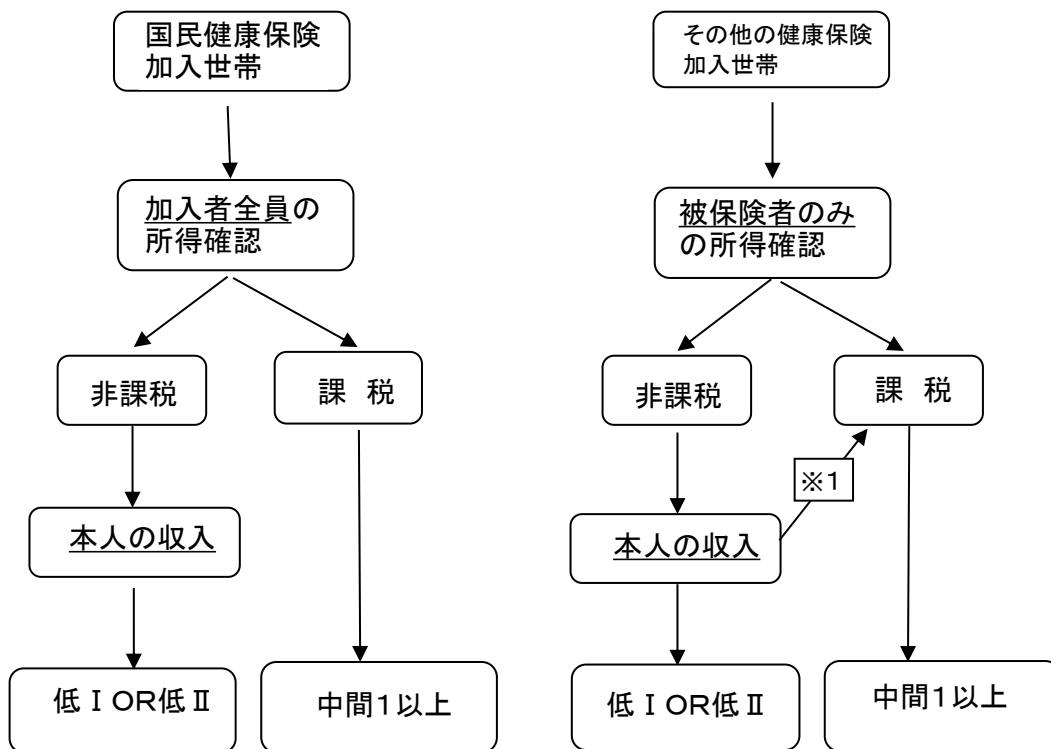 国民健康保険
加入世帯
加入者全員の
所得確認
非課税
課　税
本人の収入
低ⅠOR低Ⅱ
中間１以上
その他の健康保険
加入世帯
被保険者のみ
の所得確認
非課税
課　税
※１
本人の収入
低ⅠOR低Ⅱ
中間１以上